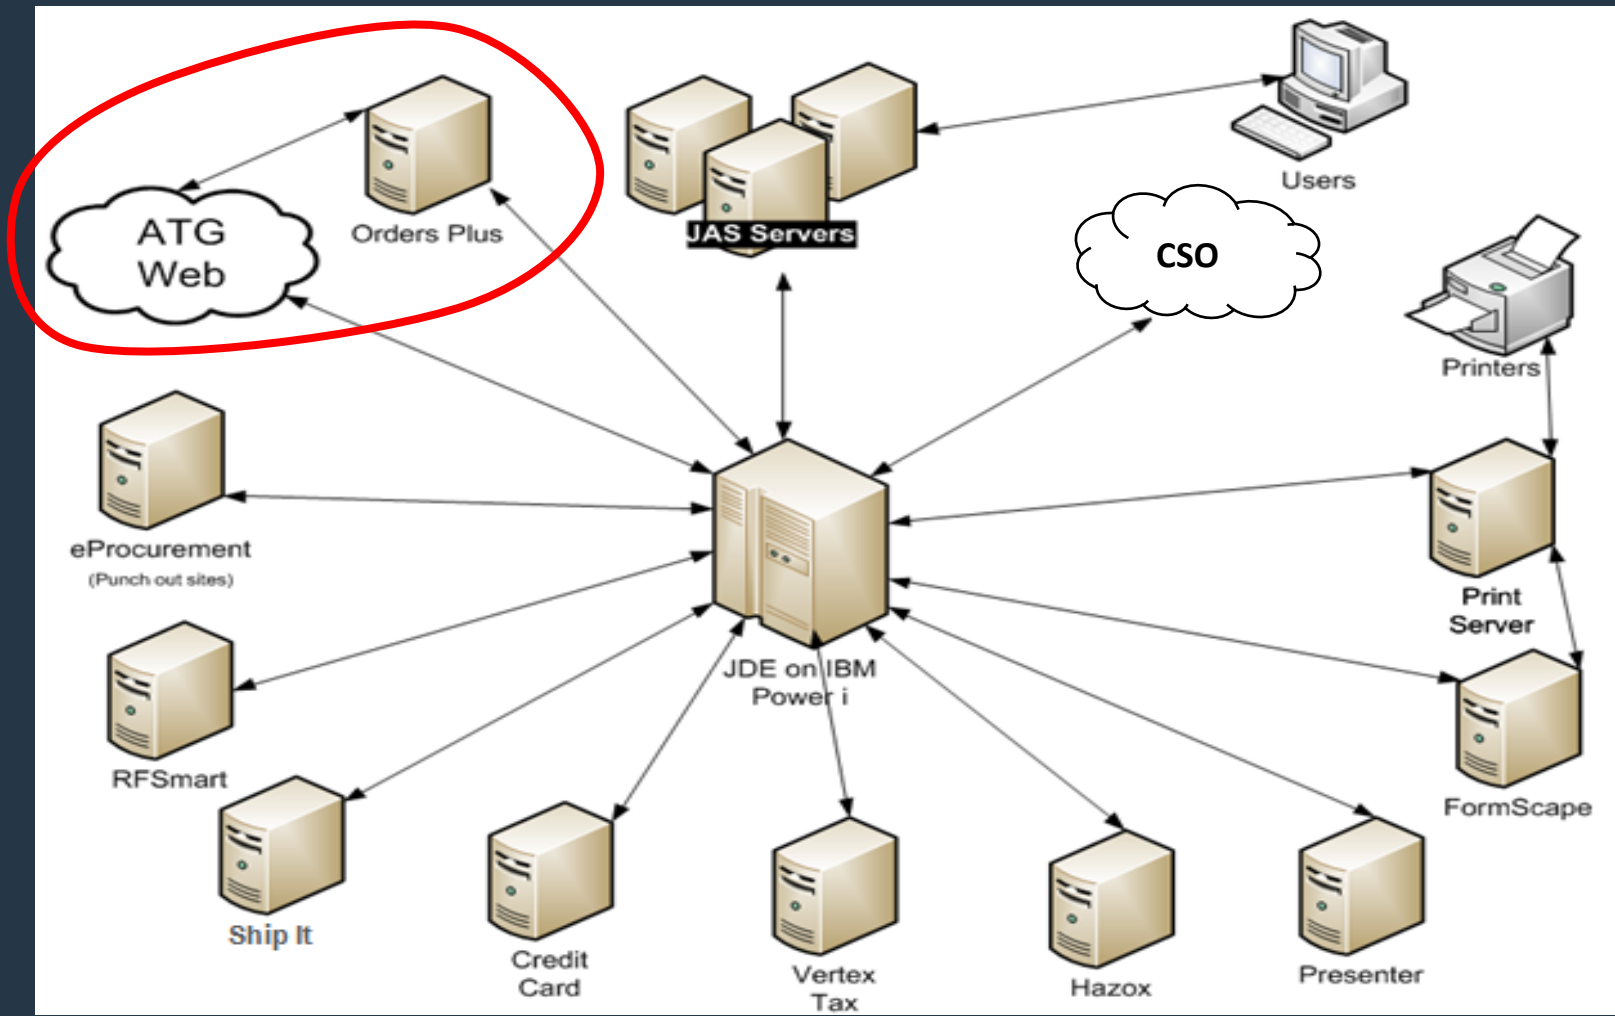 Users
ATG
Web
Orders Plus
JAS Servers
CSO
Printers
eProcurement
(Punch out sites)
Print
Server
JDE on IBM
Power i
RFSmart
FormScape
Ship It
Credit
Card
Vertex
Tax
Hazox
Presenter